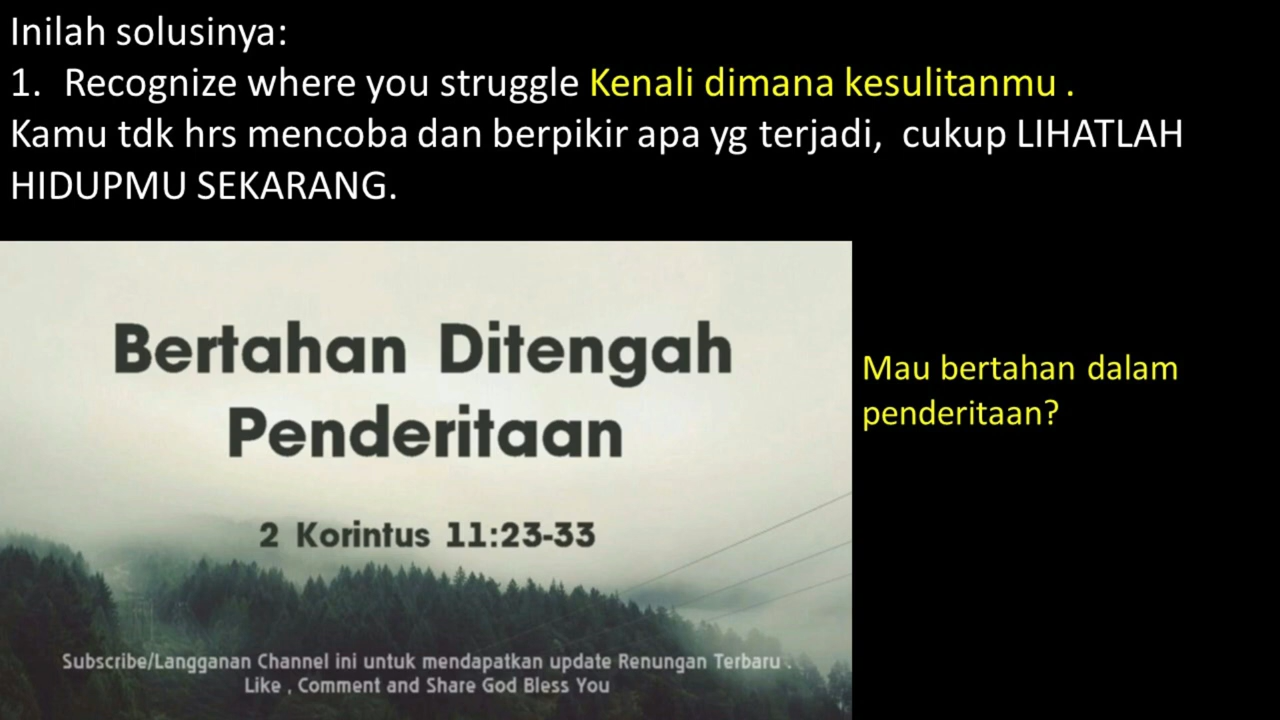 Inilah solusinya:
1. Recognize where you struggle Kenali dimana kesulitanmu .
Kamu tdk hrs mencoba dan berpikir apa yg terjadi, cukup LIHATLAH
HIDUPMU SEKARANG.
Bertahan Ditengah
Penderitaan
2 Korintus 11:23-33
Subscribe/Langganan Channel ini untuk mendapatkan update Renungan Terbaru .
Like , Comment and Share God Bless You
Mau bertahan dalam
penderitaan?